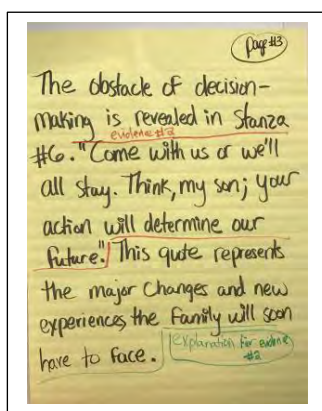 page #3
The obstacle of decision-
making is revealed in Stanza
evidence #2
#6. "Come with us or we'll
all stay. Think, my son; your
action will determine our
future." This qute represents
the major changes and new
experiences the family will soon
have to face.
explanation for evidence
#2